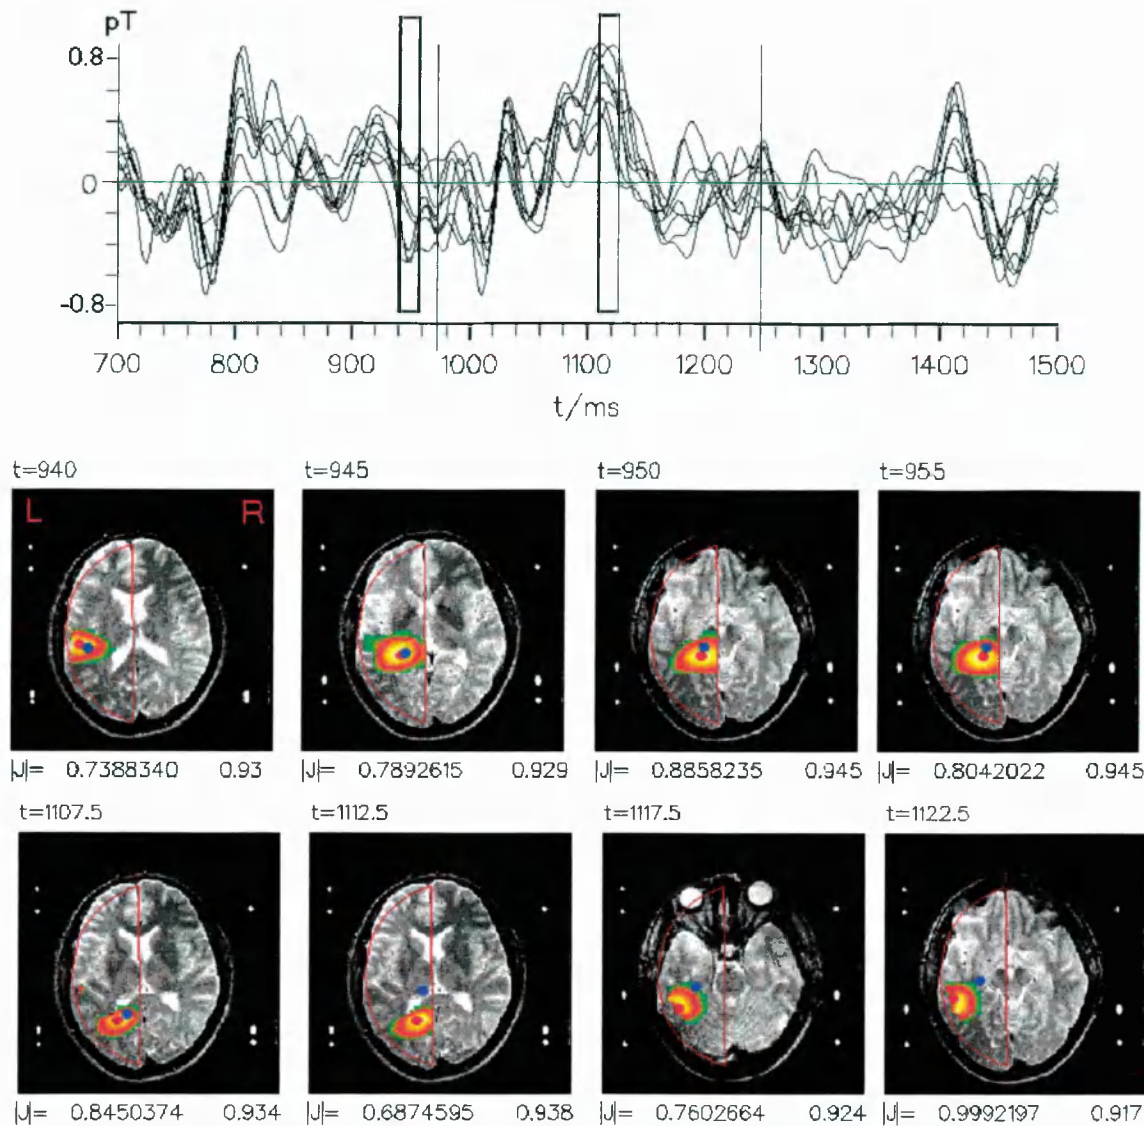 pT
0.8
0
-0.8
700 800 900 1000 1100 1200 1300 1400 1500
t/ms
t=940 t=945 t=950 t=955
L R
|J|= 0.7388340 0.93 |J|= 0.7892615 0.929 |J|= 0.8858235 0.945 |J|= 0.8042022 0.945
t=1107.5 t=1112.5 t=1117.5 t=1122.5
|J|= 0.8450374 0.934 |J|= 0.6874595 0.938 |J|= 0.7602664 0.924 |J|= 0.9992197 0.917